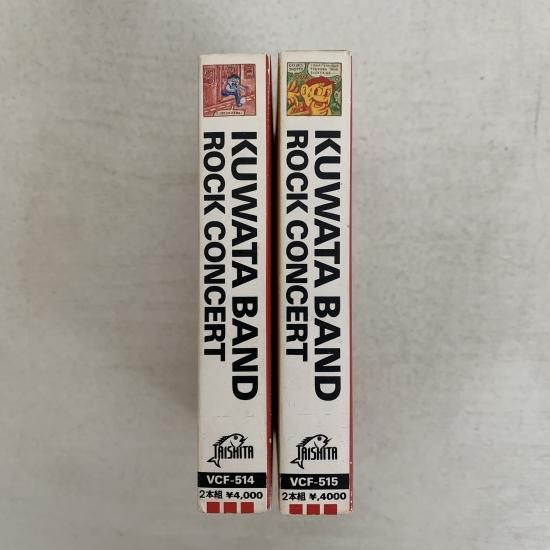 KUWATA BAND
ROCK CONCERT
TAISHITA
VCF-514
2本組 ¥4,000
KUWATA BAND
ROCK CONCERT
TAISHITA
VCF-515
2本組 ¥,4000